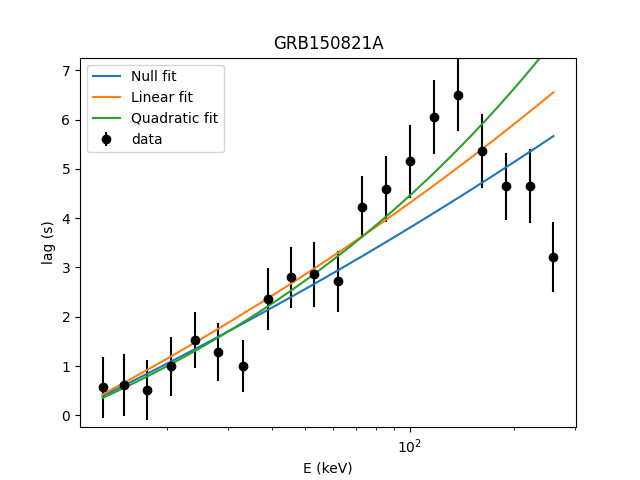 GRB150821A
7
6
5
4
3
2
1
0
lag (s)
Null fit
Linear fit
Quadratic fit
data
10²
E (keV)